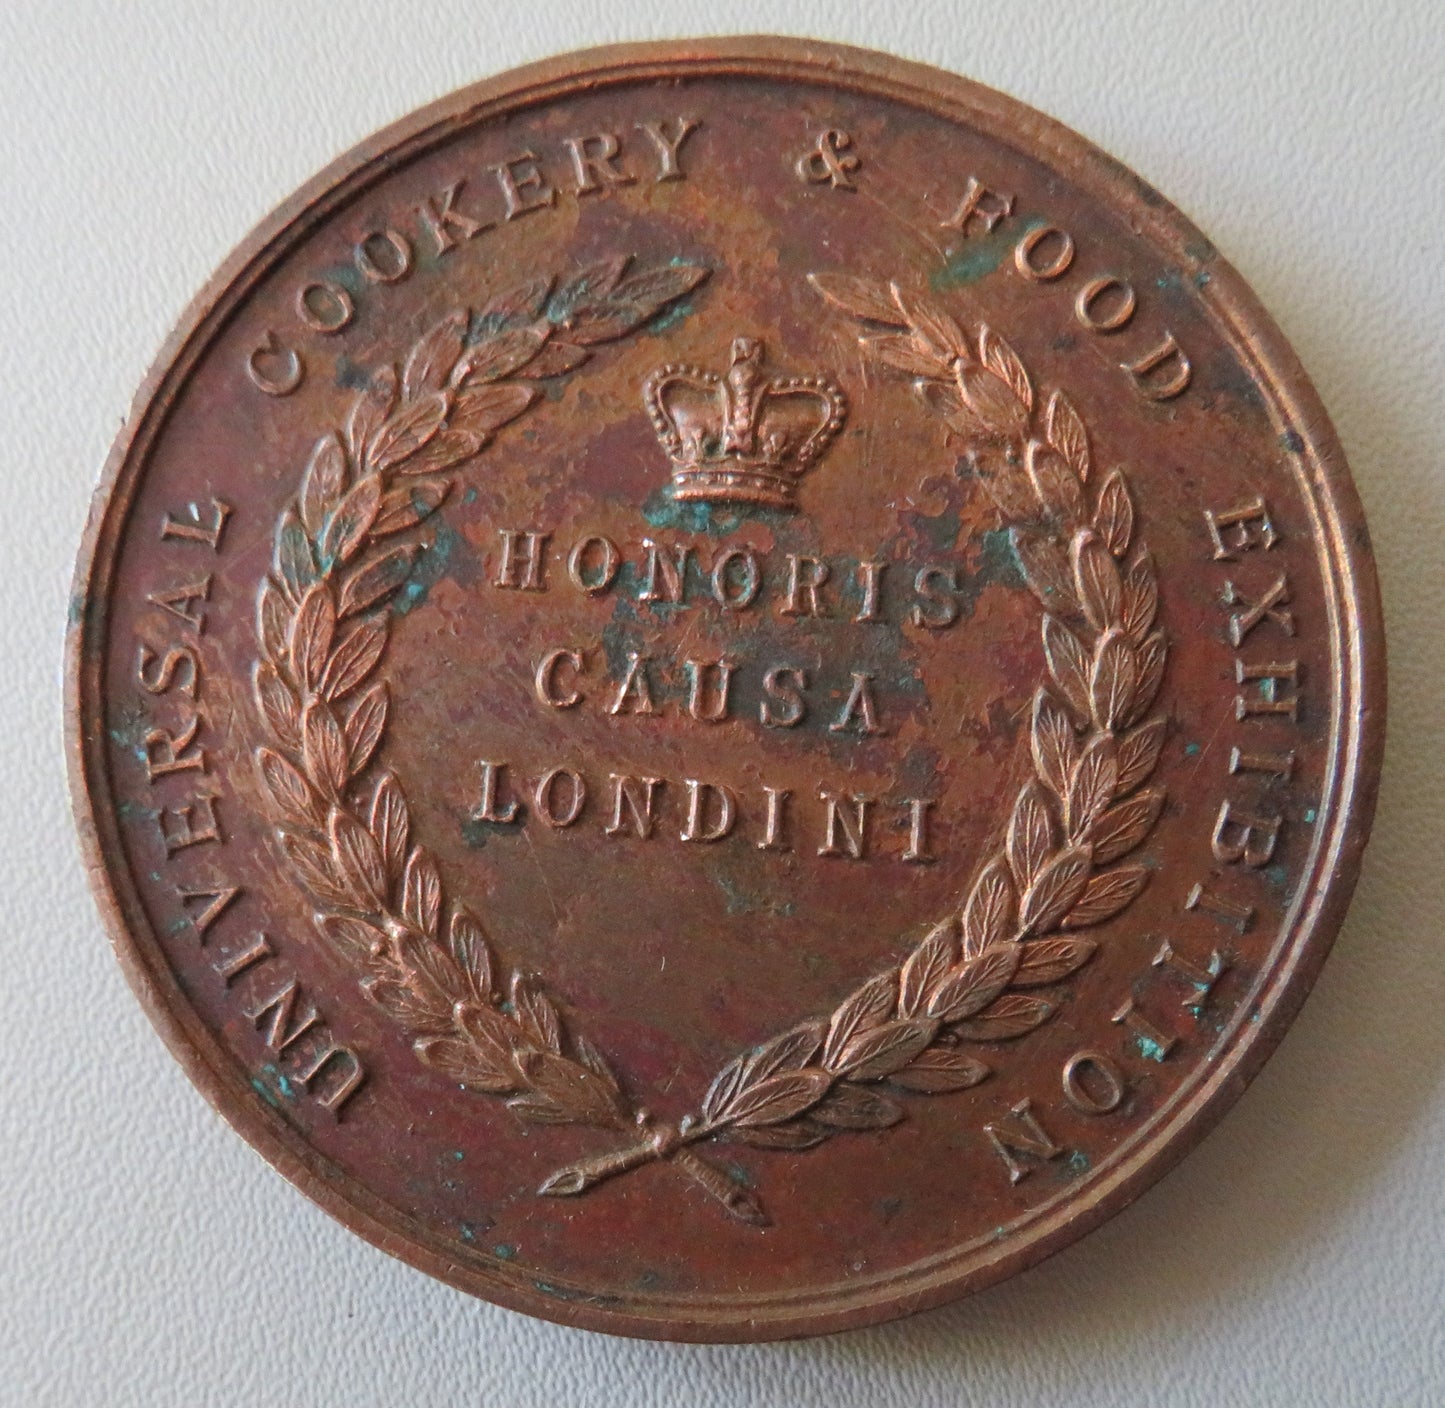 UNIVERSAL COOKERY & FOOD EXHIBITION
HONORIS
CAUSA
LONDINI